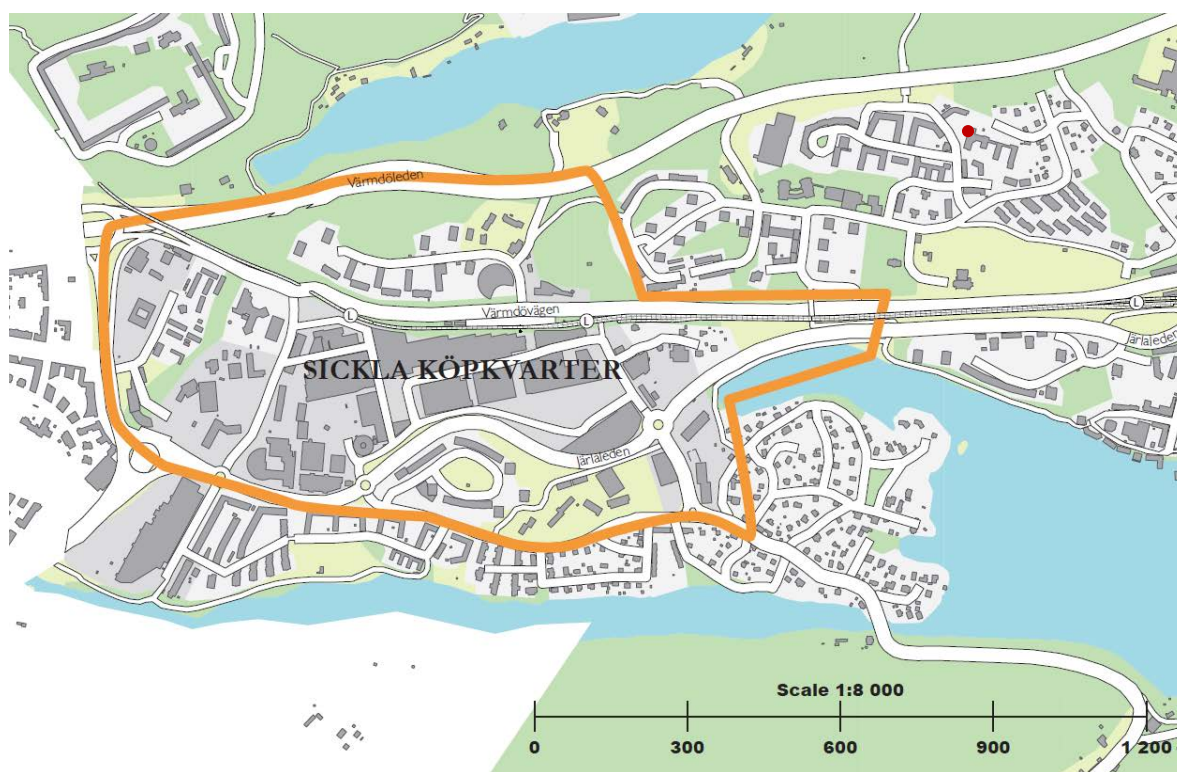 Värmdöleden
Värmdövägen
L
L
L
Järlaleden
SICKLA KÖPKVARTER
Järlaleden
Scale 1:8 000
0 300 600 900 1 200